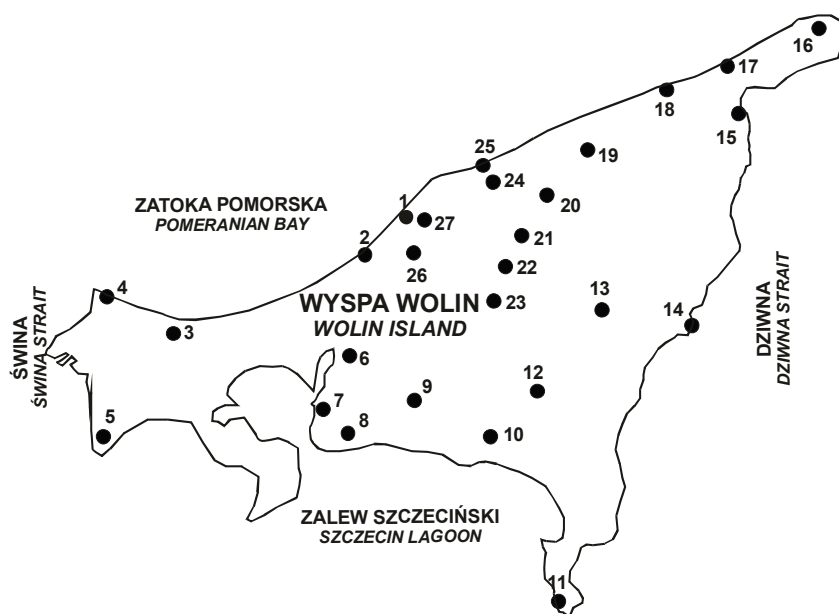 16
17
18
15
25
19
24
20
ZATOKA POMORSKA
POMERANIAN BAY
1
27
2
21
26
22
4
WYSPA WOLIN
WOLIN ISLAND
23
13
14
3
ŚWINA
ŚWINA STRAIT
DZIWNA
DZIWNA STRAIT
6
12
9
7
8
10
5
ZALEW SZCZECIŃSKI
SZCZECIN LAGOON
11